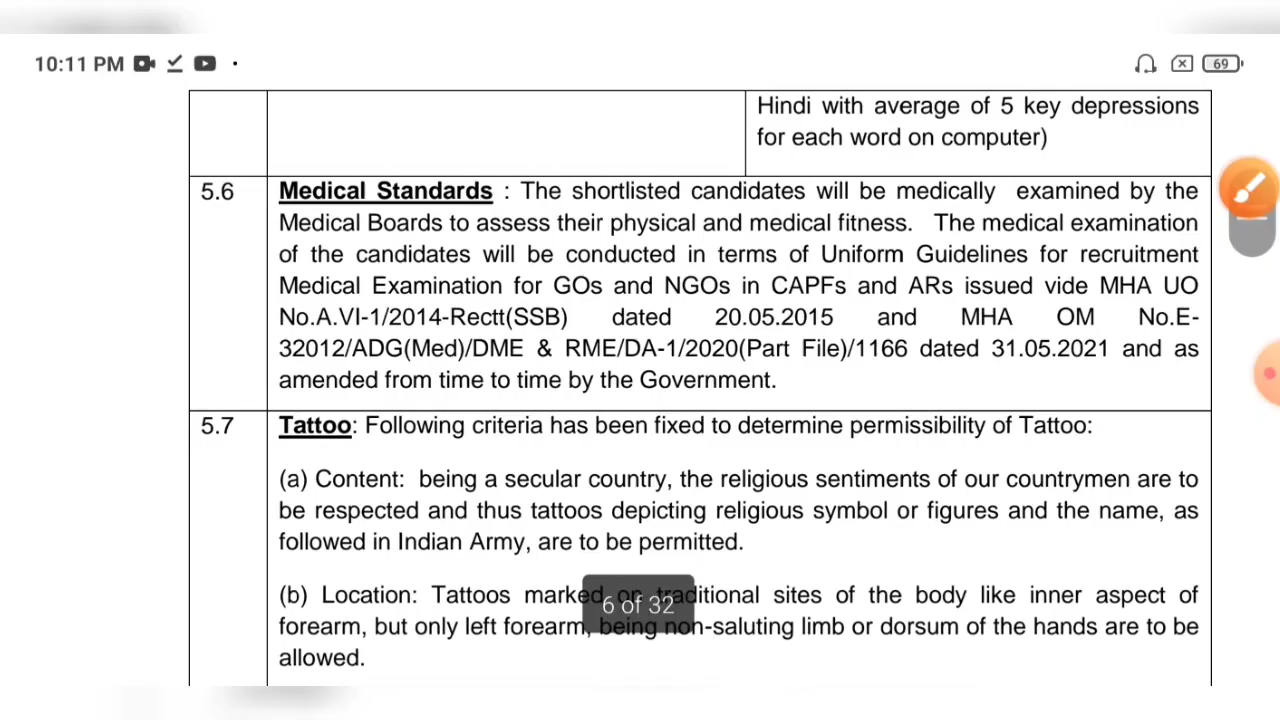 10:11 PM
69
Hindi with average of 5 key depressions
for each word on computer)
5.6 Medical Standards : The shortlisted candidates will be medically examined by the
Medical Boards to assess their physical and medical fitness. The medical examination
of the candidates will be conducted in terms of Uniform Guidelines for recruitment
Medical Examination for GOs and NGOs in CAPFs and ARs issued vide MHA UO
No.A.VI-1/2014-Rectt(SSB) dated 20.05.2015 and MHA OM No.E-
32012/ADG(Med)/DME & RME/DA-1/2020(Part File)/1166 dated 31.05.2021 and as
amended from time to time by the Government.
5.7 Tattoo: Following criteria has been fixed to determine permissibility of Tattoo:
(a) Content: being a secular country, the religious sentiments of our countrymen are to
be respected and thus tattoos depicting religious symbol or figures and the name, as
followed in Indian Army, are to be permitted.
(b) Location: Tattoos marked on traditional sites of the body like inner aspect of
6 of 32
forearm, but only left forearm, being non-saluting limb or dorsum of the hands are to be
allowed.